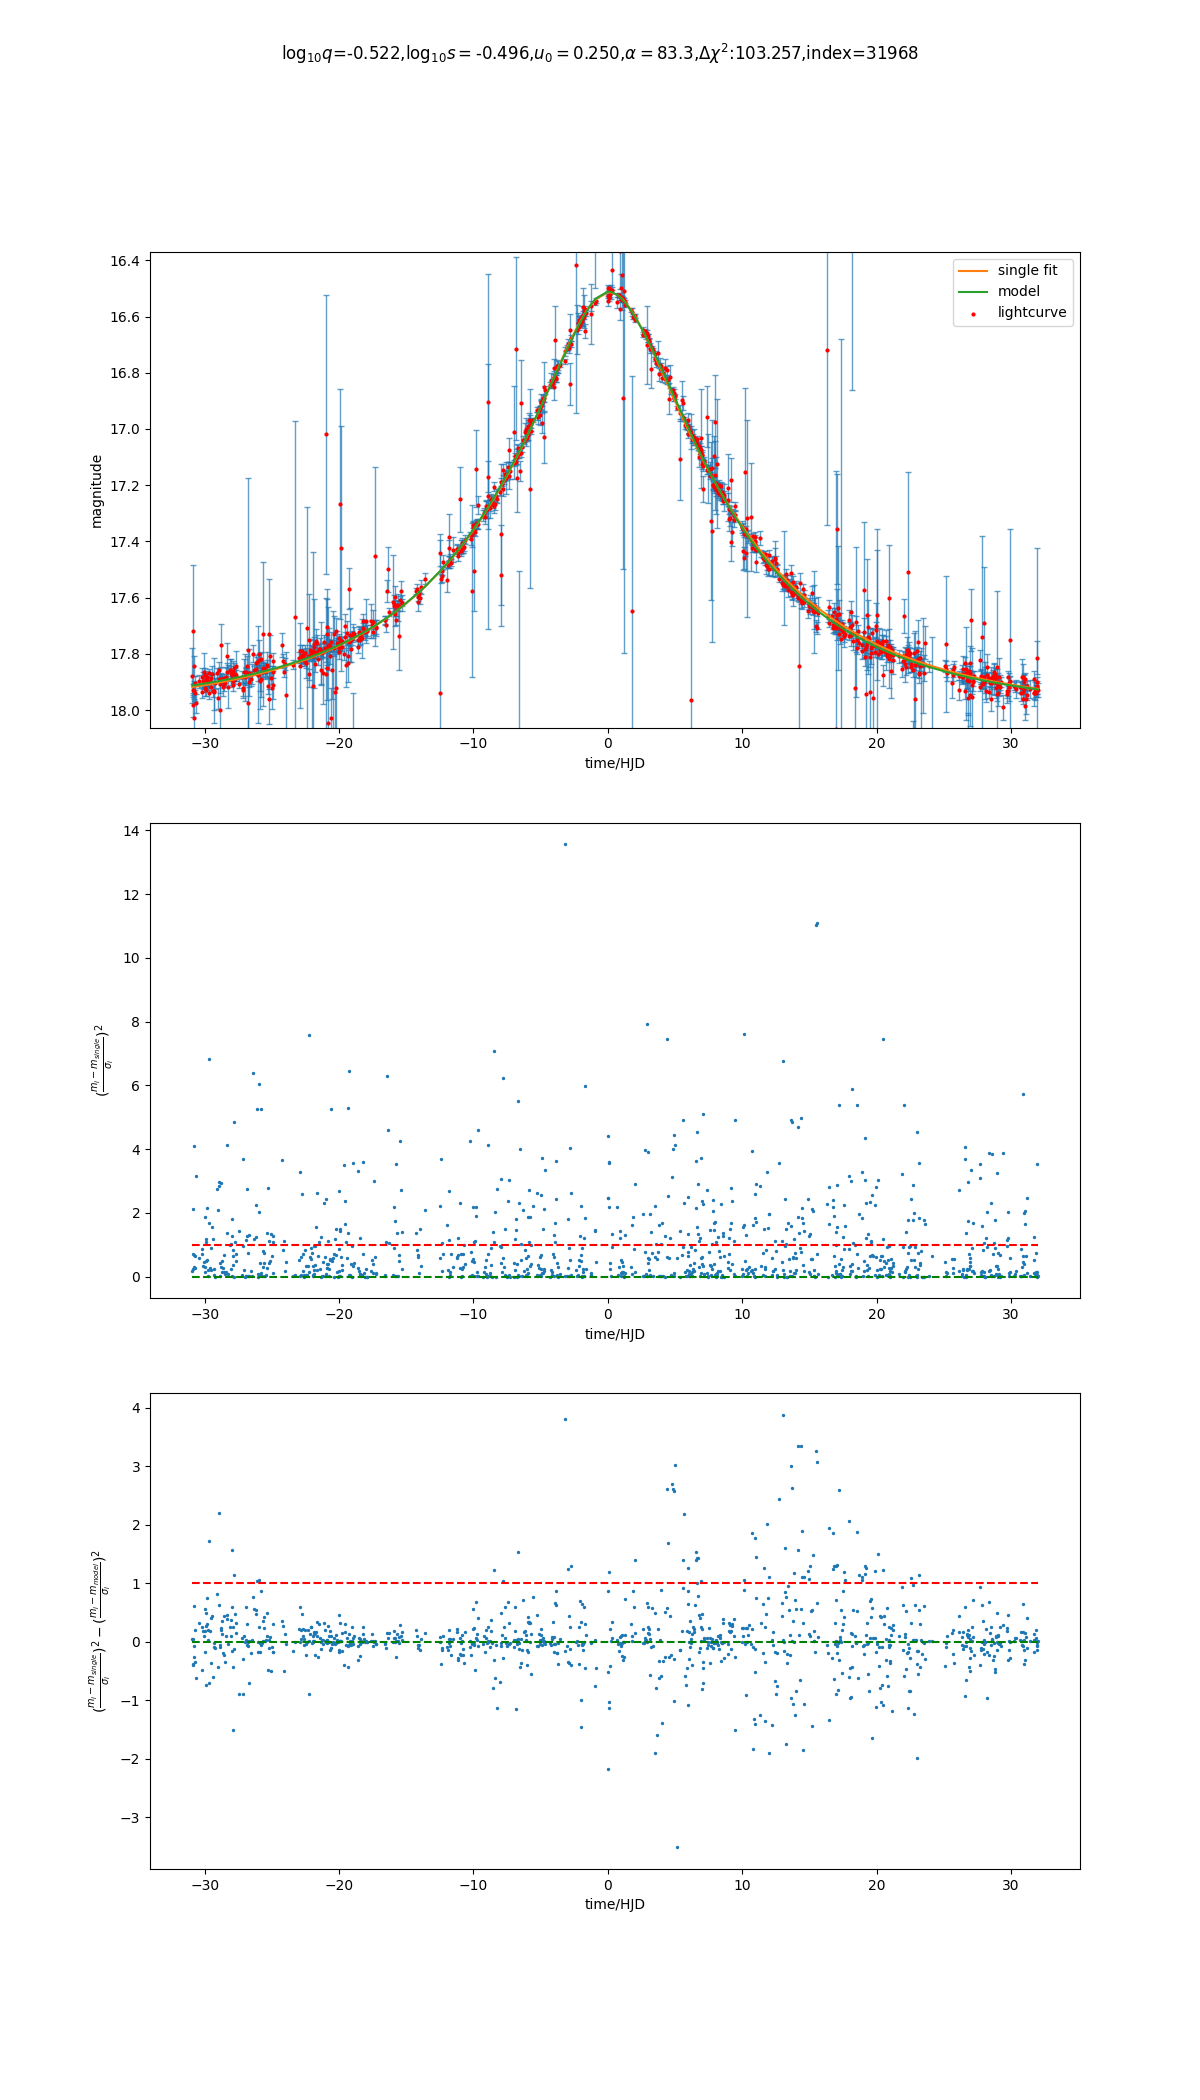 log₁₀q=-0.522,log₁₀s = -0.496,u₀ = 0.250,α = 83.3,Δχ²:103.257,index=31968
16.4
16.6
16.8
17.0
17.2
17.4
17.6
17.8
18.0
magnitude
single fit
model
lightcurve
−30 −20 −10 0 10 20 30
time/HJD
14
12
10
8
6
4
2
0
((mᵢ − m_single)/σᵢ)²
−30 −20 −10 0 10 20 30
time/HJD
4
3
2
1
0
−1
−2
−3
((mᵢ − m_single)/σᵢ)² − ((mᵢ − m_model)/σᵢ)²
−30 −20 −10 0 10 20 30
time/HJD